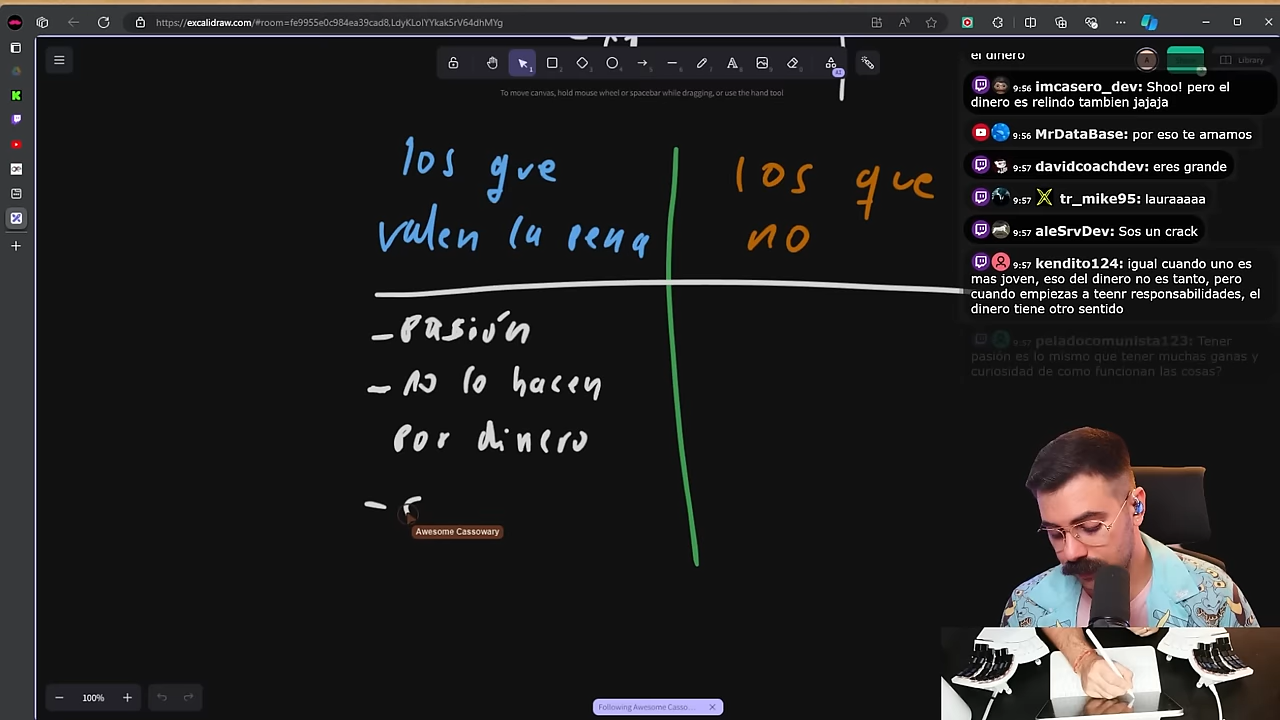 https://excalidraw.com/#room=fe9955e0c984ea39cad8,LdyKLoIYYkak5rV64dhMYg
Library
To move canvas, hold mouse wheel or spacebar while dragging, or use the hand tool
los que
valen la pena
los que
no
- Pasión
- no lo hacen
por dinero
-
Awesome Cassowary
el dinero
9:56 imcasero_dev: Shoo! pero el
dinero es relindo tambien jajaja
9:56 MrDataBase: por eso te amamos
9:57 davidcoachdev: eres grande
9:57 tr_mike95: lauraaaaa
9:57 aleSrvDev: Sos un crack
9:57 kendito124: igual cuando uno es
mas joven, eso del dinero no es tanto, pero
cuando empiezas a teenr responsabilidades, el
dinero tiene otro sentido
9:57 peladocomunista123: Tener
pasión es lo mismo que tener muchas ganas y
curiosidad de como funcionan las cosas?
100%
Following Awesome Casso...